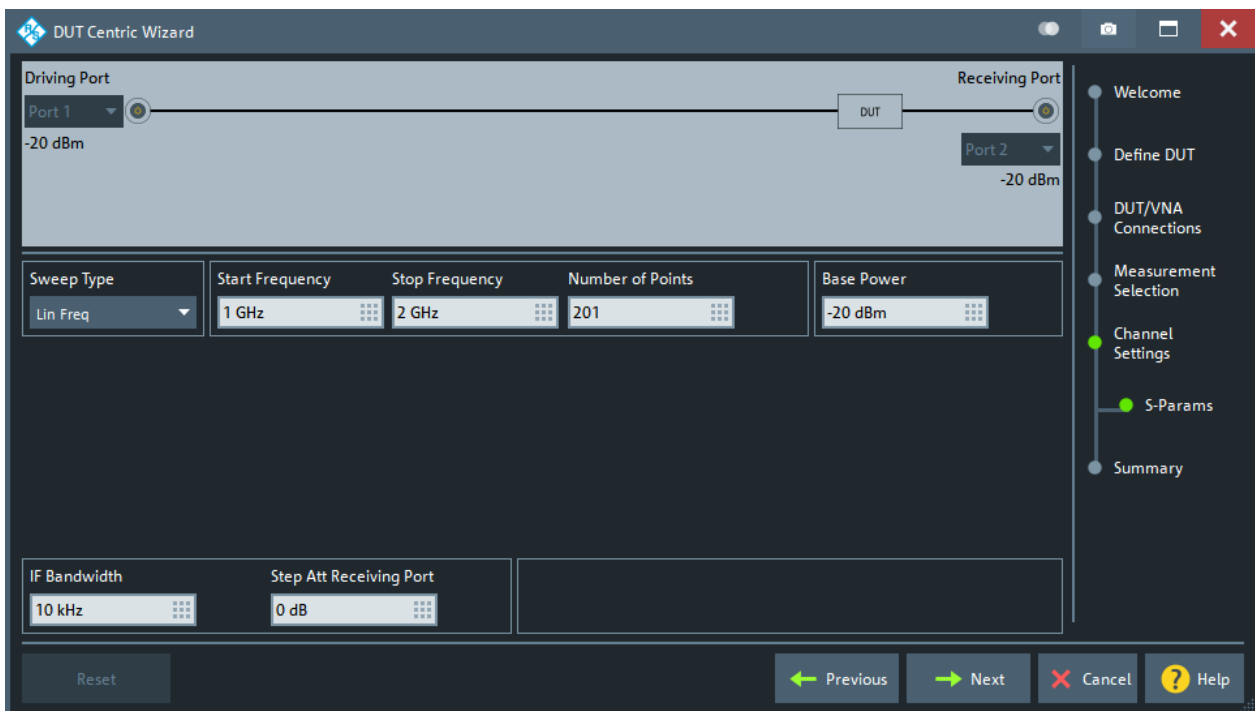 R&S DUT Centric Wizard
Driving Port
Receiving Port
Port 1
DUT
-20 dBm
Port 2
-20 dBm
Sweep Type
Lin Freq
Start Frequency
1 GHz
Stop Frequency
2 GHz
Number of Points
201
Base Power
-20 dBm
IF Bandwidth
10 kHz
Step Att Receiving Port
0 dB
Welcome
Define DUT
DUT/VNA
Connections
Measurement
Selection
Channel
Settings
S-Params
Summary
Reset
Previous
Next
Cancel
? Help